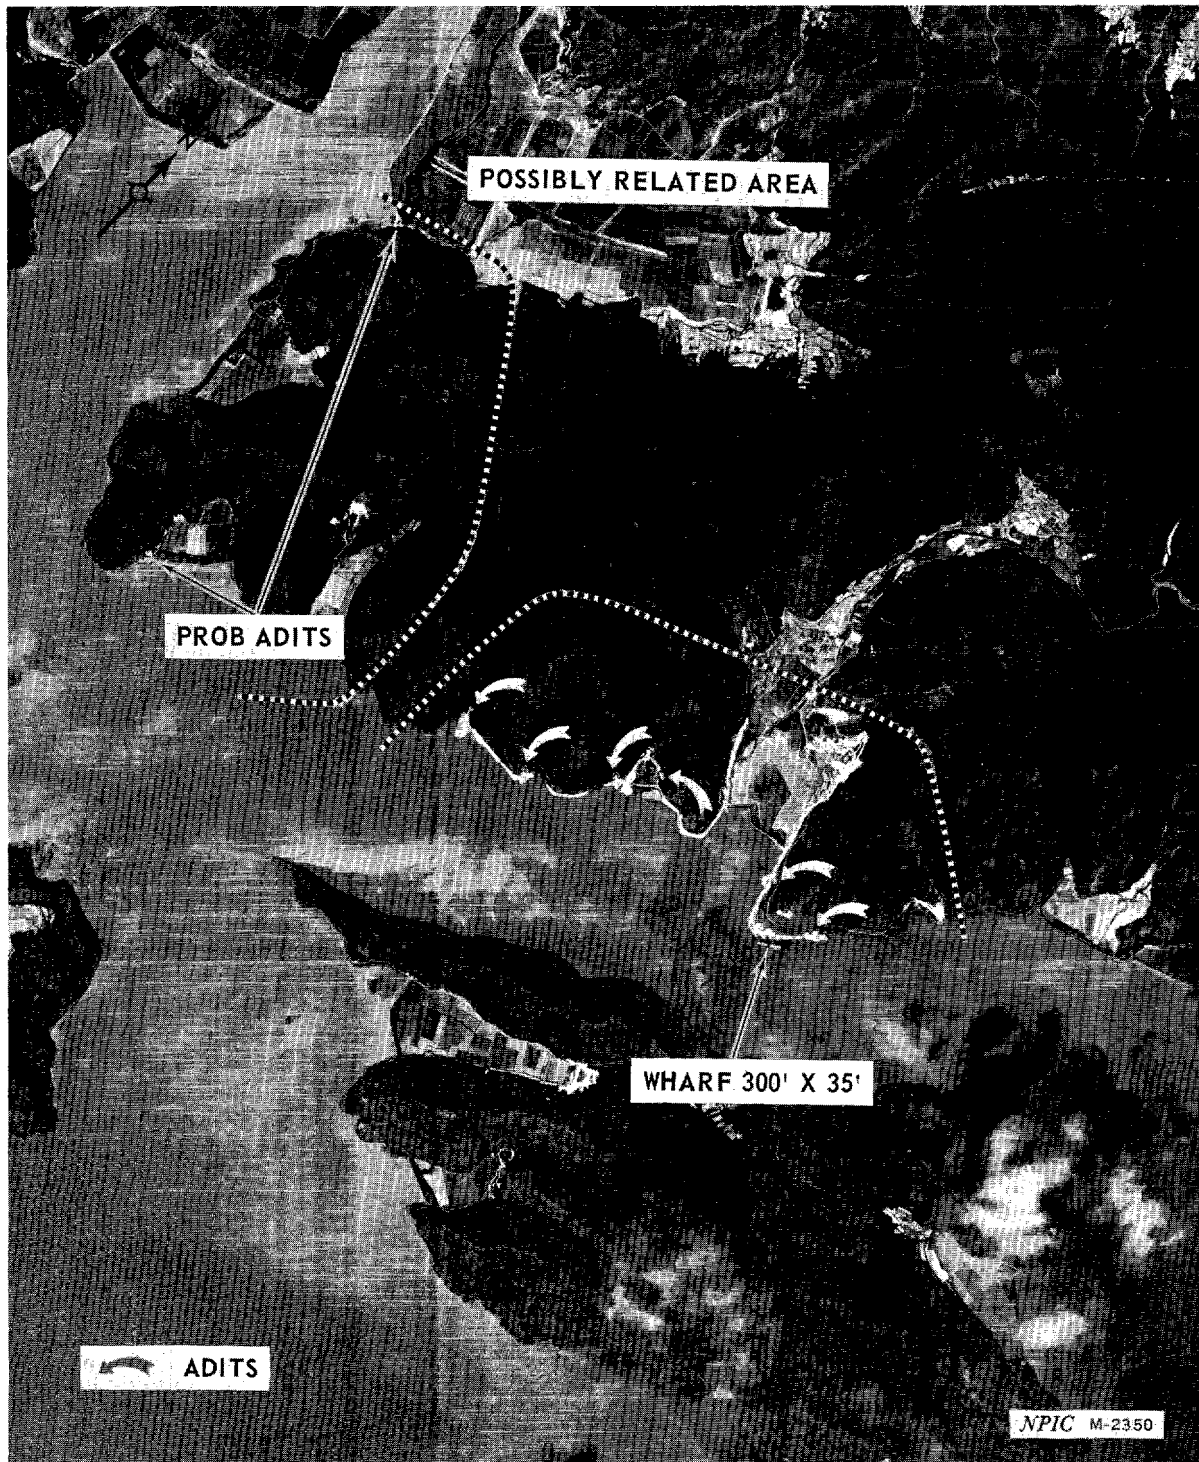 POSSIBLY RELATED AREA
PROB ADITS
WHARF 300' X 35'
ADITS
NPIC M-2350